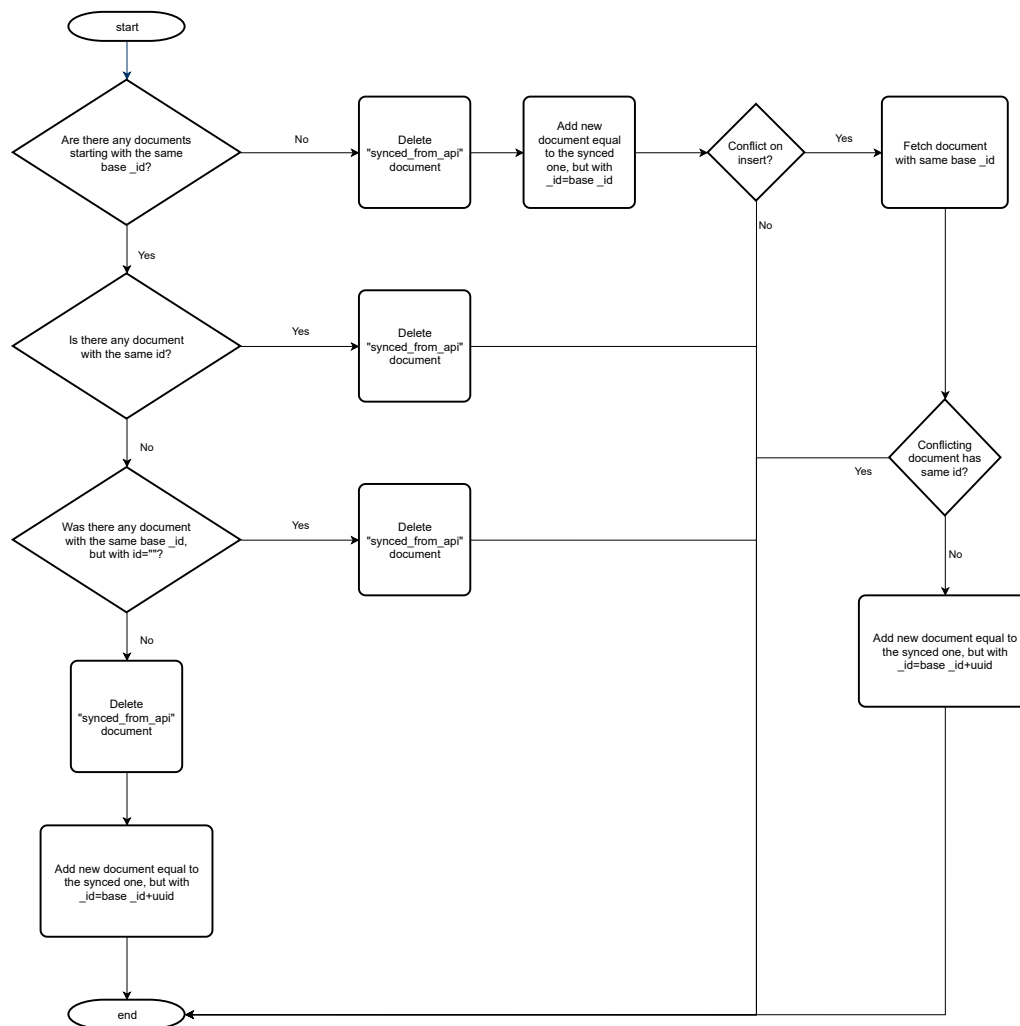 start
Are there any documents
starting with the same
base _id?
No
Delete
"synced_from_api"
document
Add new
document equal
to the synced
one, but with
_id=base _id
Conflict on
insert?
Yes
Fetch document
with same base _id
No
Yes
Is there any document
with the same id?
Yes
Delete
"synced_from_api"
document
No
Conflicting
document has
same id?
Yes
Was there any document
with the same base _id,
but with id=""?
Yes
Delete
"synced_from_api"
document
No
No
Add new document equal to
the synced one, but with
_id=base _id+uuid
Delete
"synced_from_api"
document
Add new document equal to
the synced one, but with
_id=base _id+uuid
end